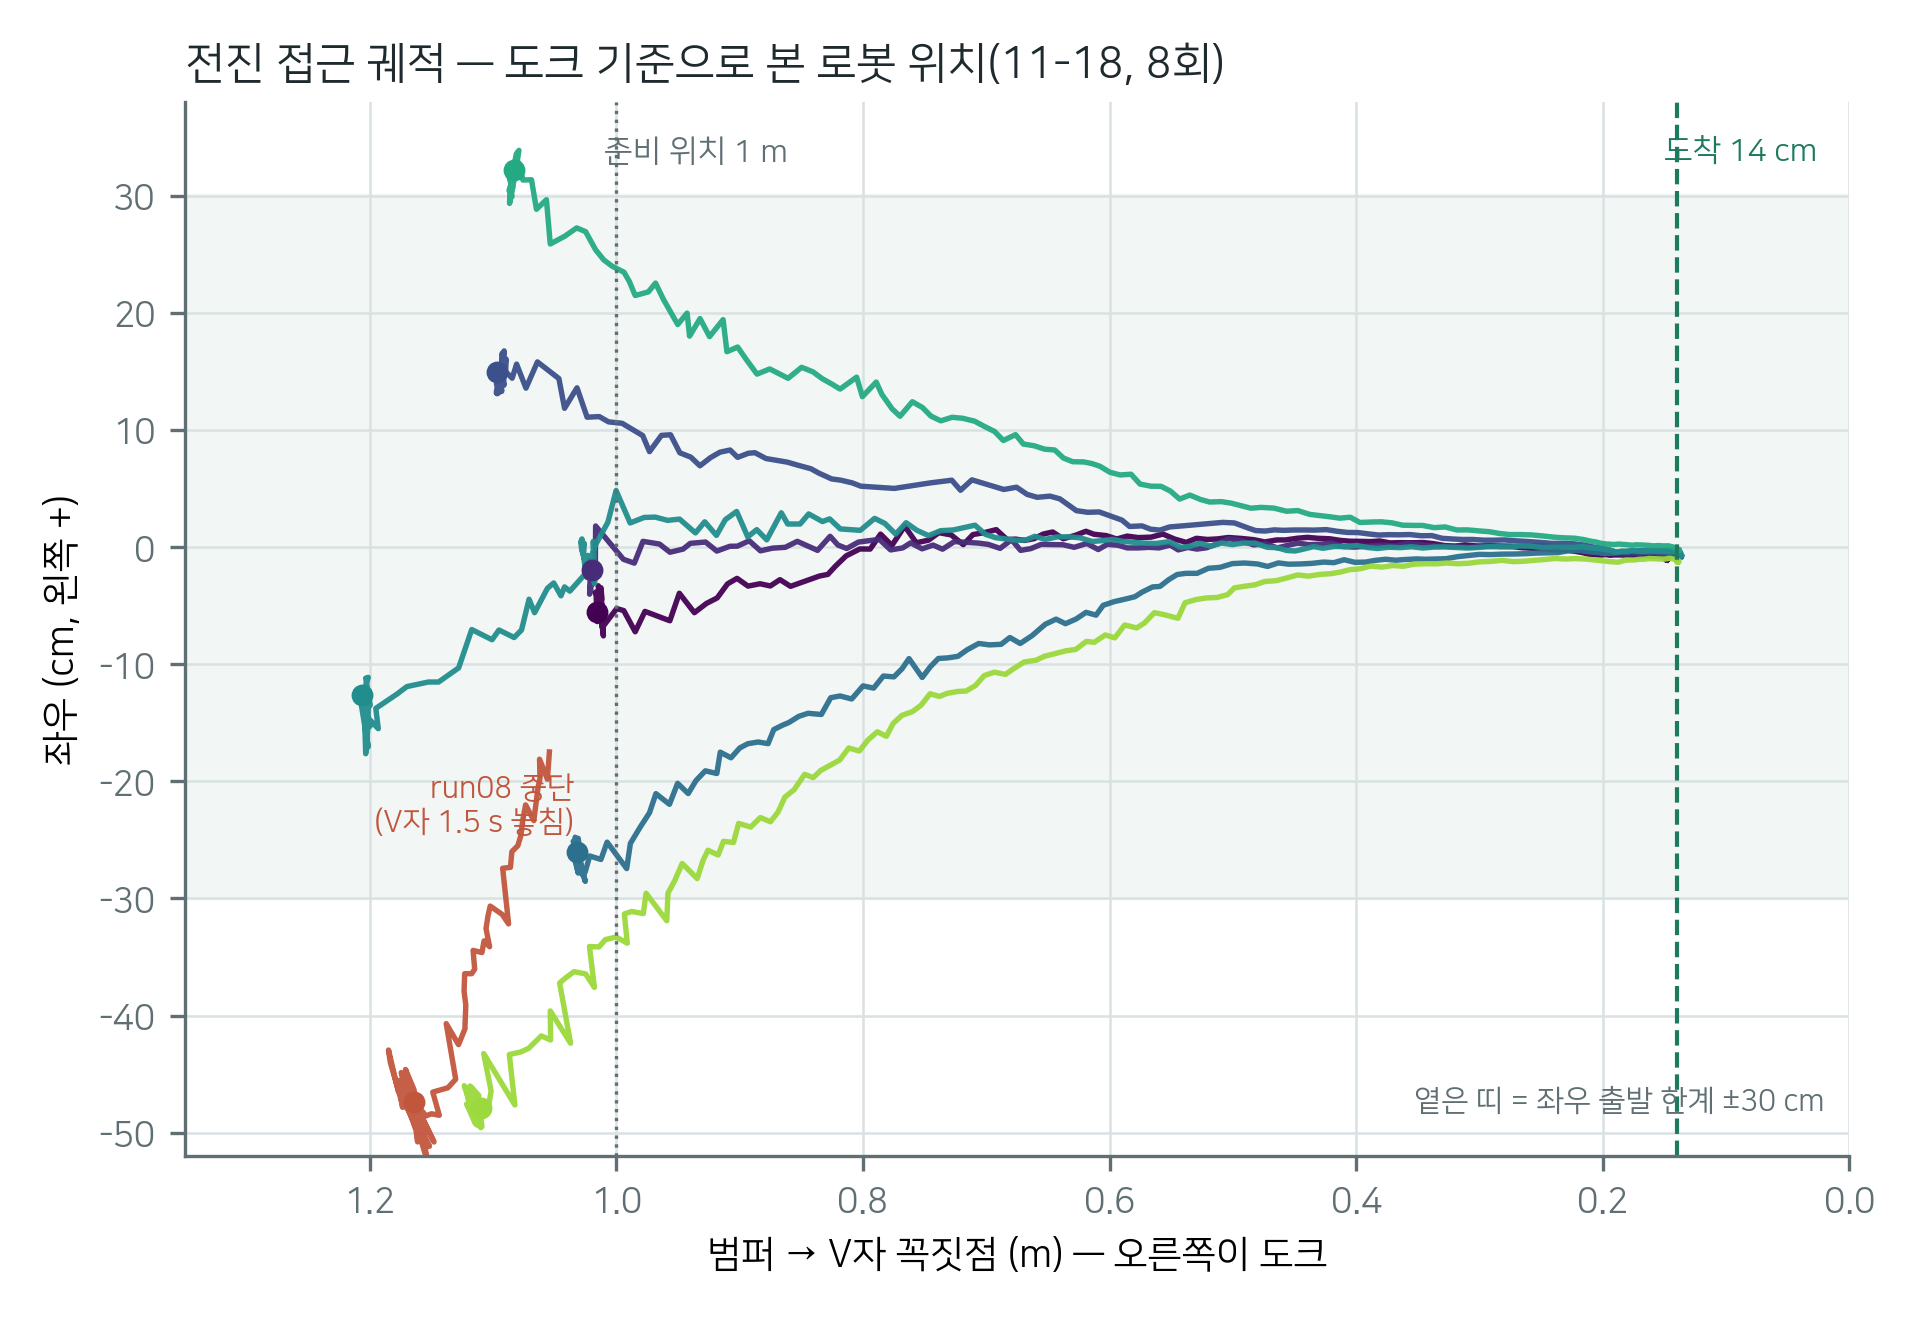 전진 접근 궤적 — 도크 기준으로 본 로봇 위치(11-18, 8회)
준비 위치 1 m
도착 14 cm
좌우 (cm, 왼쪽 +)
30
20
10
0
-10
-20
-30
-40
-50
run08 중단
(V자 1.5 s 놓침)
옅은 띠 = 좌우 출발 한계 ±30 cm
1.2
1.0
0.8
0.6
0.4
0.2
0.0
범퍼 → V자 꼭짓점 (m) — 오른쪽이 도크